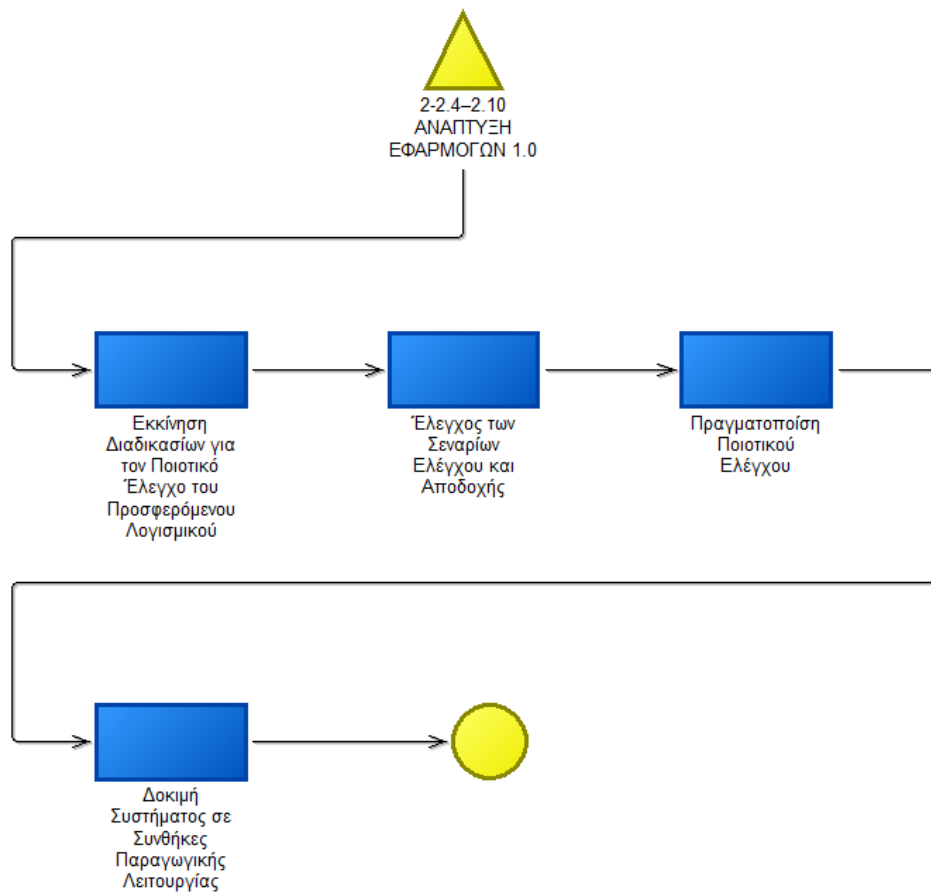 2-2.4–2.10
ΑΝΑΠΤΥΞΗ
ΕΦΑΡΜΟΓΩΝ 1.0
Εκκίνηση
Διαδικασίων για
τον Ποιοτικό
Έλεγχο του
Προσφερόμενου
Λογισμικού
Έλεγχος των
Σεναρίων
Ελέγχου και
Αποδοχής
Πραγματοποίση
Ποιοτικού
Ελέγχου
Δοκιμή
Συστήματος σε
Συνθήκες
Παραγωγικής
Λειτουργίας